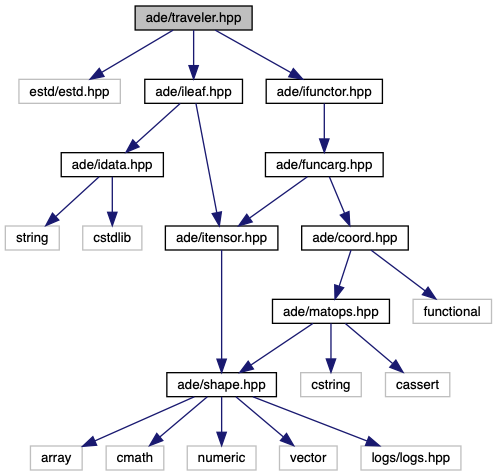 ade/traveler.hpp
estd/estd.hpp
ade/ileaf.hpp
ade/ifunctor.hpp
ade/idata.hpp
ade/funcarg.hpp
string
cstdlib
ade/itensor.hpp
ade/coord.hpp
ade/matops.hpp
functional
ade/shape.hpp
cstring
cassert
array
cmath
numeric
vector
logs/logs.hpp